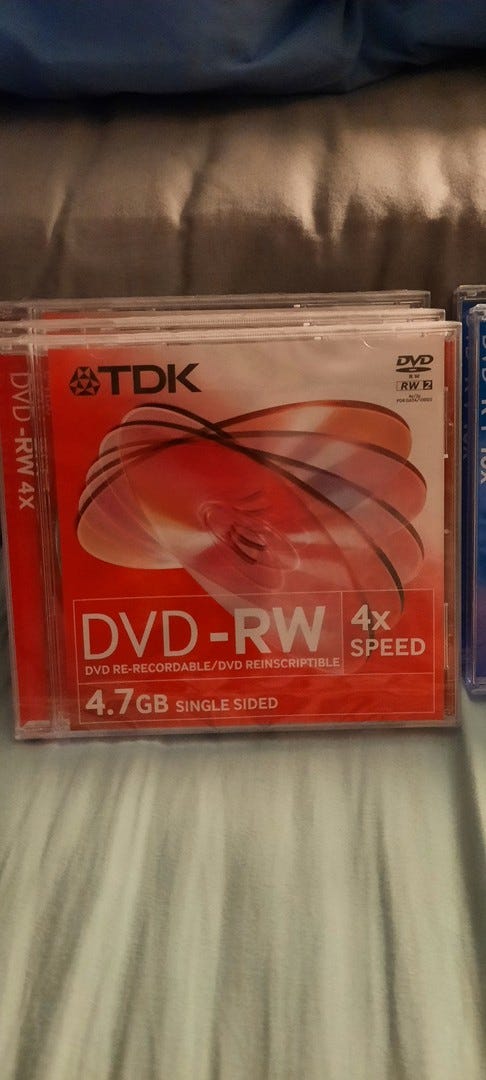 TDK
DVD
R W
RW 2
DVD-RW 4X
DVD-RW
4x
SPEED
DVD RE-RECORDABLE/DVD REINSCRIPTIBLE
4.7GB SINGLE SIDED